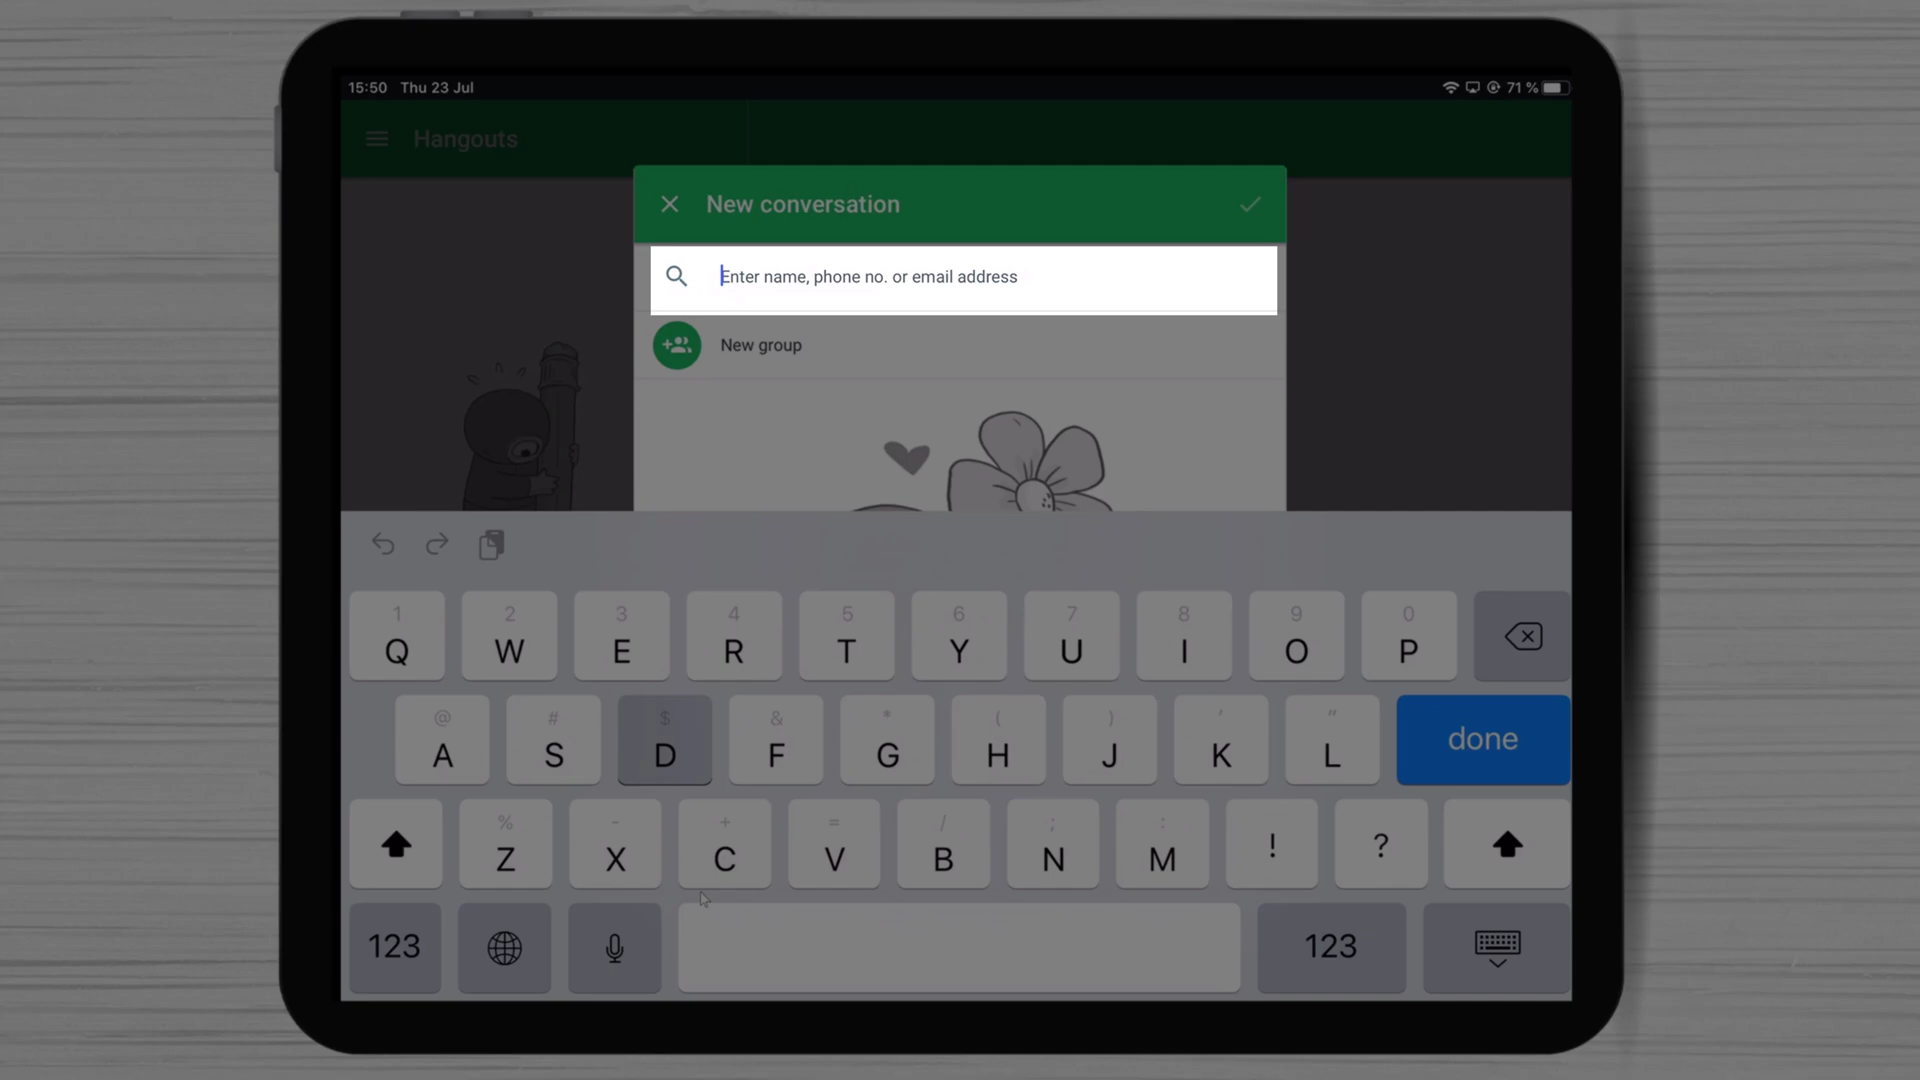 15:50 Thu 23 Jul 71 %
Hangouts
New conversation
Enter name, phone no. or email address
New group
1 2 3 4 5 6 7 8 9 0
Q W E R T Y U I O P
@ # $ & * ( ) ' "
A S D F G H J K L done
% - + = / ; :
Z X C V B N M ! ?
123 123